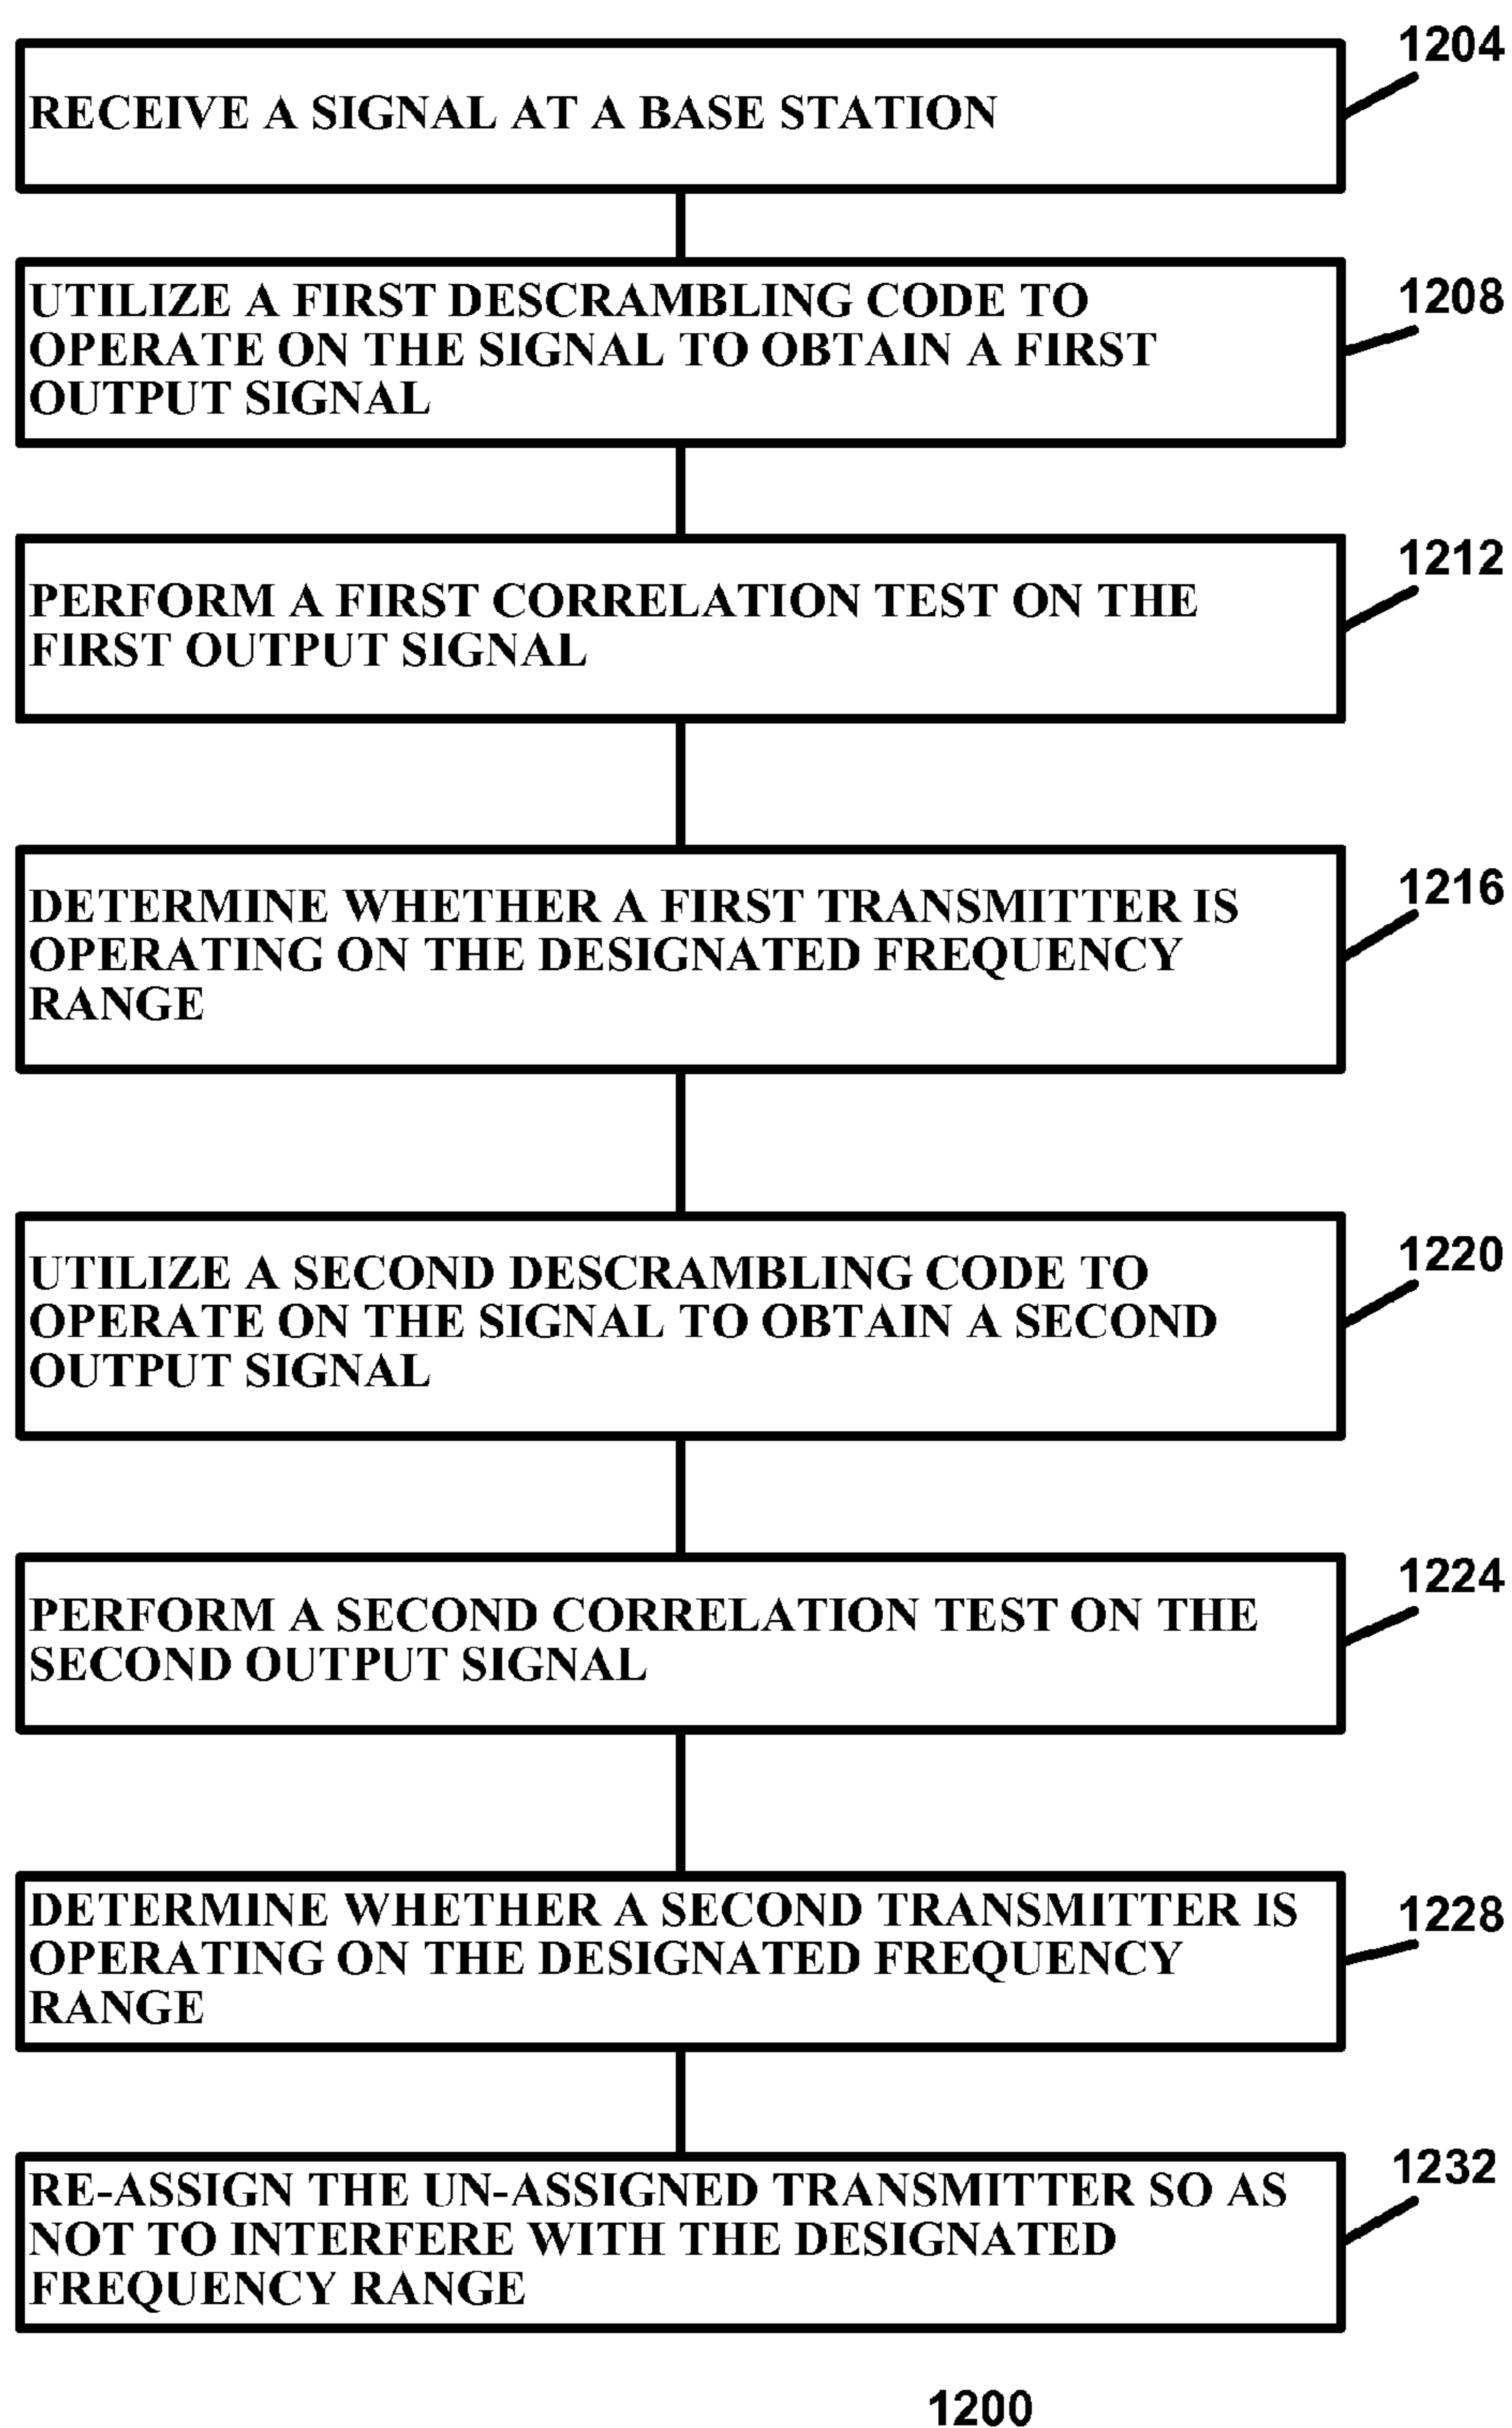 1204
RECEIVE A SIGNAL AT A BASE STATION
1208
UTILIZE A FIRST DESCRAMBLING CODE TO
OPERATE ON THE SIGNAL TO OBTAIN A FIRST
OUTPUT SIGNAL
1212
PERFORM A FIRST CORRELATION TEST ON THE
FIRST OUTPUT SIGNAL
1216
DETERMINE WHETHER A FIRST TRANSMITTER IS
OPERATING ON THE DESIGNATED FREQUENCY
RANGE
1220
UTILIZE A SECOND DESCRAMBLING CODE TO
OPERATE ON THE SIGNAL TO OBTAIN A SECOND
OUTPUT SIGNAL
1224
PERFORM A SECOND CORRELATION TEST ON THE
SECOND OUTPUT SIGNAL
1228
DETERMINE WHETHER A SECOND TRANSMITTER IS
OPERATING ON THE DESIGNATED FREQUENCY
RANGE
1232
RE-ASSIGN THE UN-ASSIGNED TRANSMITTER SO AS
NOT TO INTERFERE WITH THE DESIGNATED
FREQUENCY RANGE
1200